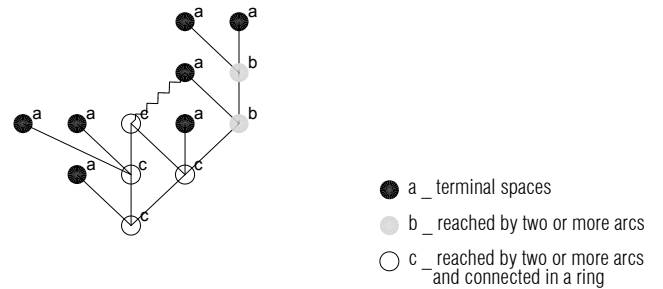 a a
a b
a a c a b
a c c
c
a _ terminal spaces
b _ reached by two or more arcs
c _ reached by two or more arcs
and connected in a ring